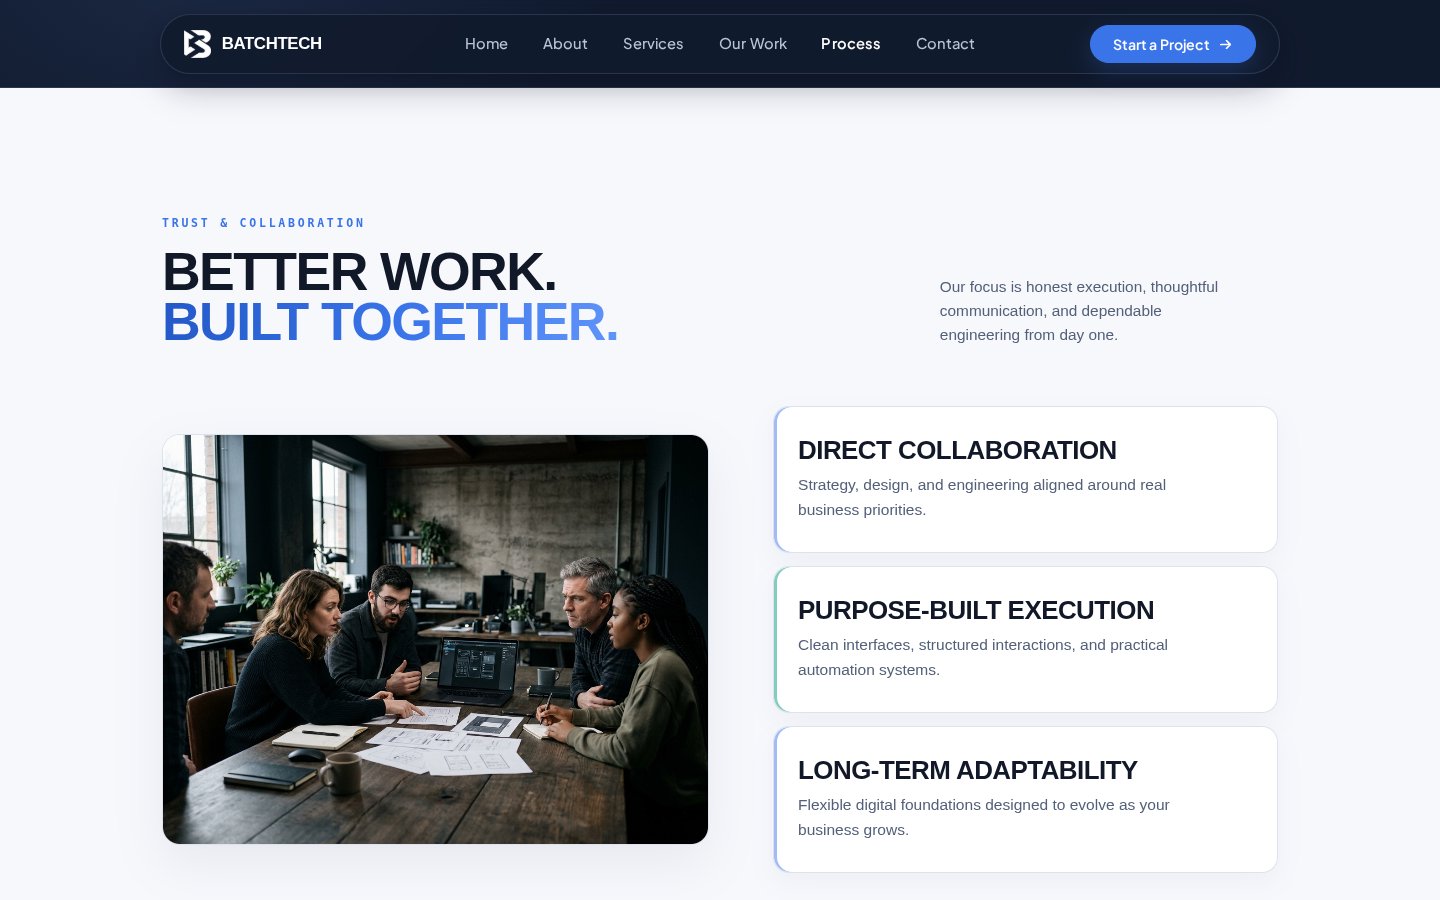 BATCHTECH
Home
About
Services
Our Work
Process
Contact
Start a Project
TRUST & COLLABORATION
BETTER WORK.
BUILT TOGETHER.
Our focus is honest execution, thoughtful
communication, and dependable
engineering from day one.
DIRECT COLLABORATION
Strategy, design, and engineering aligned around real
business priorities.
PURPOSE-BUILT EXECUTION
Clean interfaces, structured interactions, and practical
automation systems.
LONG-TERM ADAPTABILITY
Flexible digital foundations designed to evolve as your
business grows.